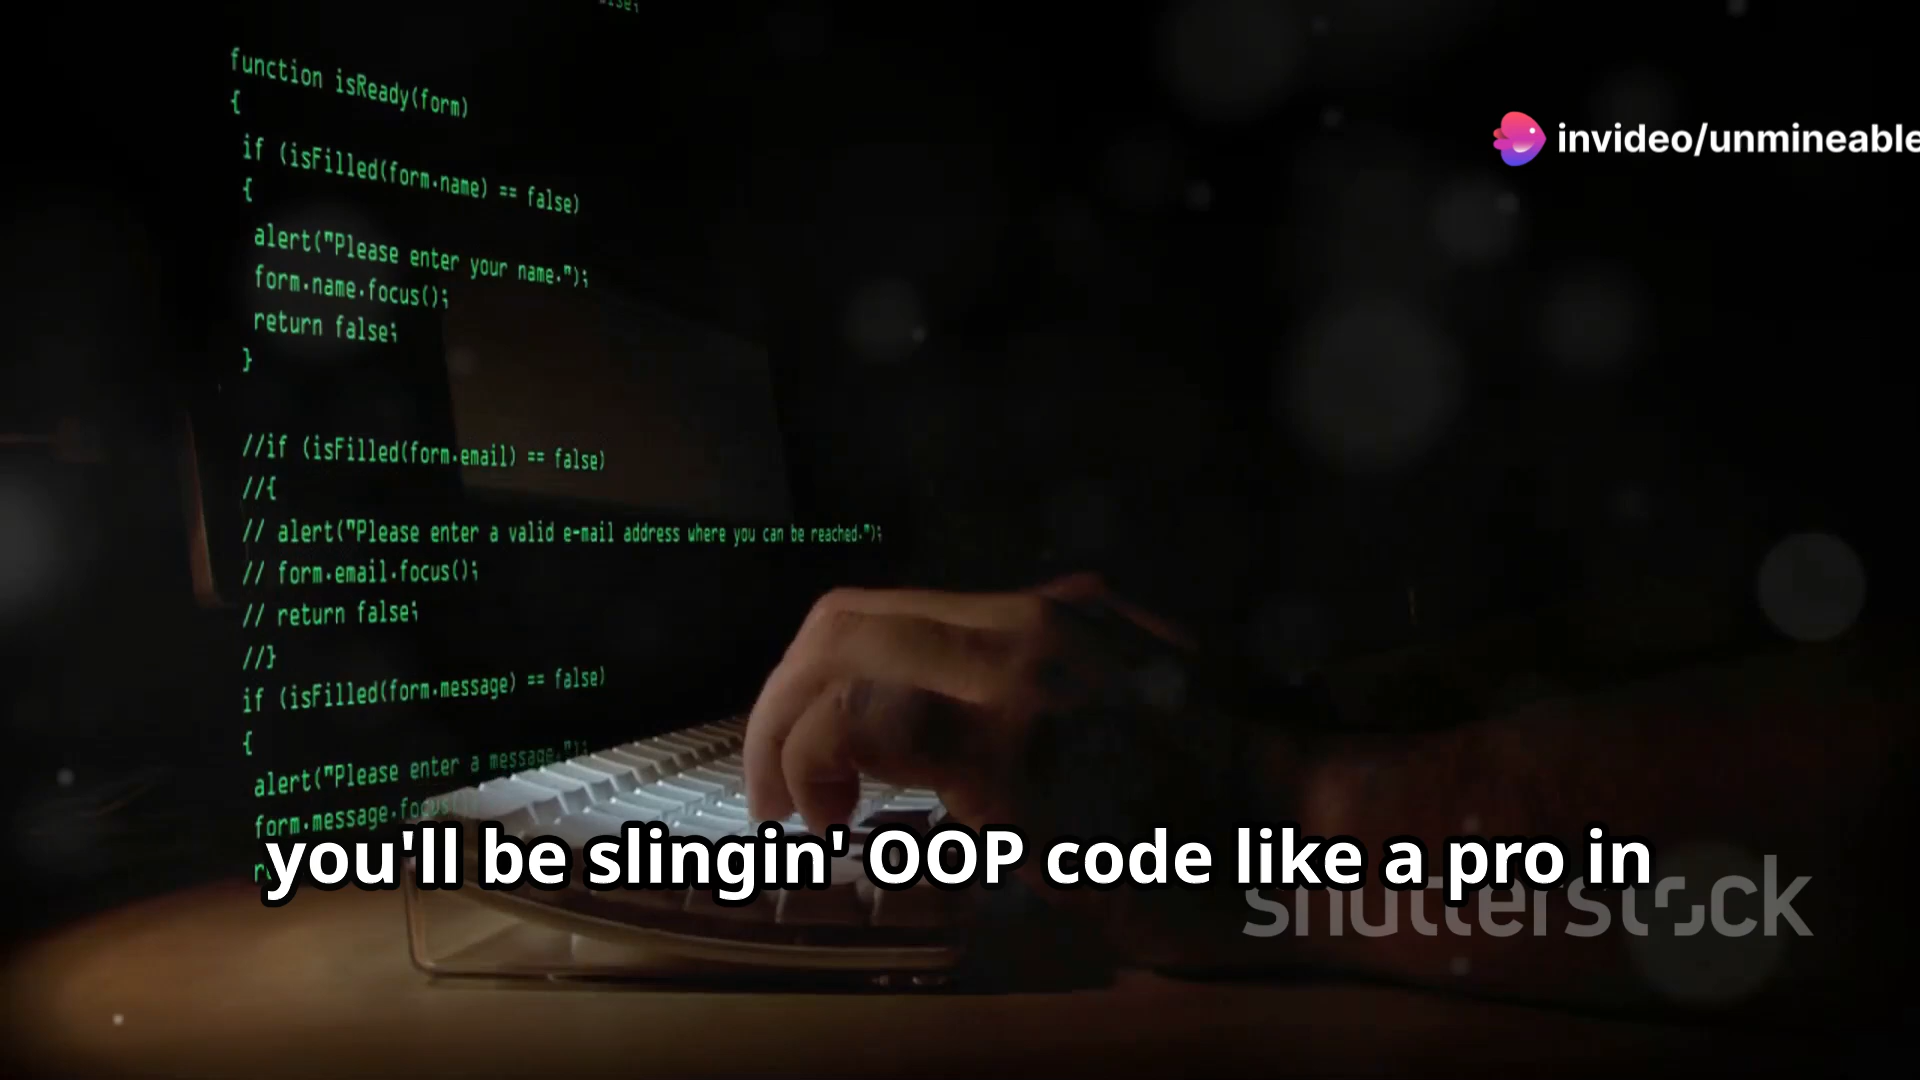 function isReady(form)
{
if (isFilled(form.name) == false)
{
alert("Please enter your name.");
form.name.focus();
return false;
}
//if (isFilled(form.email) == false)
//{
// alert("Please enter a valid e-mail address where you can be reached.");
// form.email.focus();
// return false;
//}
if (isFilled(form.message) == false)
{
alert("Please enter a message.");
form.message.focus();
invideo/unmineable
you'll be slingin' OOP code like a pro in
shutterstock